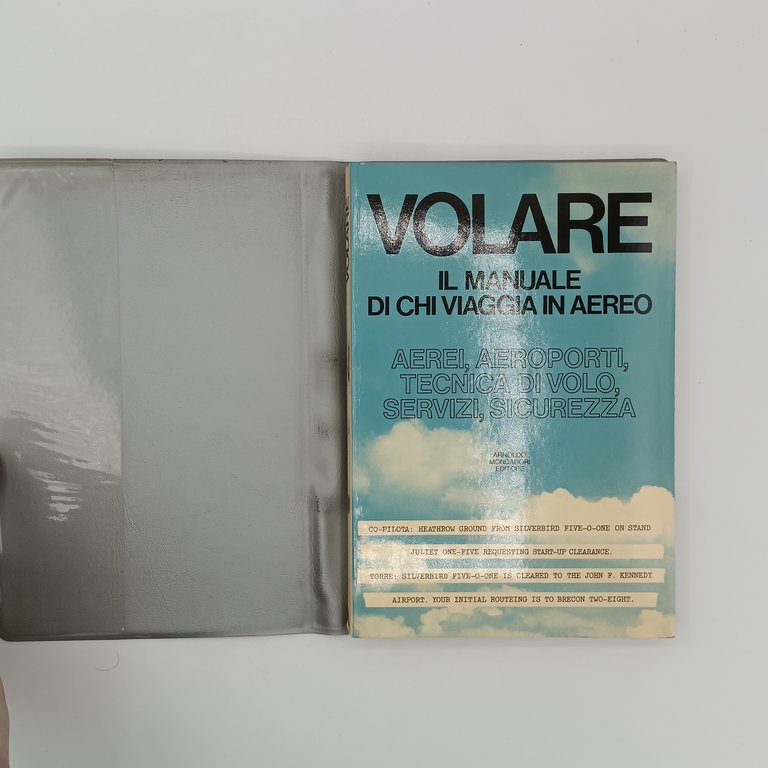 VOLARE
VOLARE
IL MANUALE
DI CHI VIAGGIA IN AEREO
AEREI, AEROPORTI,
TECNICA DI VOLO,
SERVIZI, SICUREZZA
ARNOLDO
MONDADORI
EDITORE
CO-PILOTA: HEATHROW GROUND FROM SILVERBIRD FIVE-O-ONE ON STAND
JULIET ONE-FIVE REQUESTING START-UP CLEARANCE.
TORRE: SILVERBIRD FIVE-O-ONE IS CLEARED TO THE JOHN F. KENNEDY
AIRPORT. YOUR INITIAL ROUTEING IS TO BRECON TWO-EIGHT.